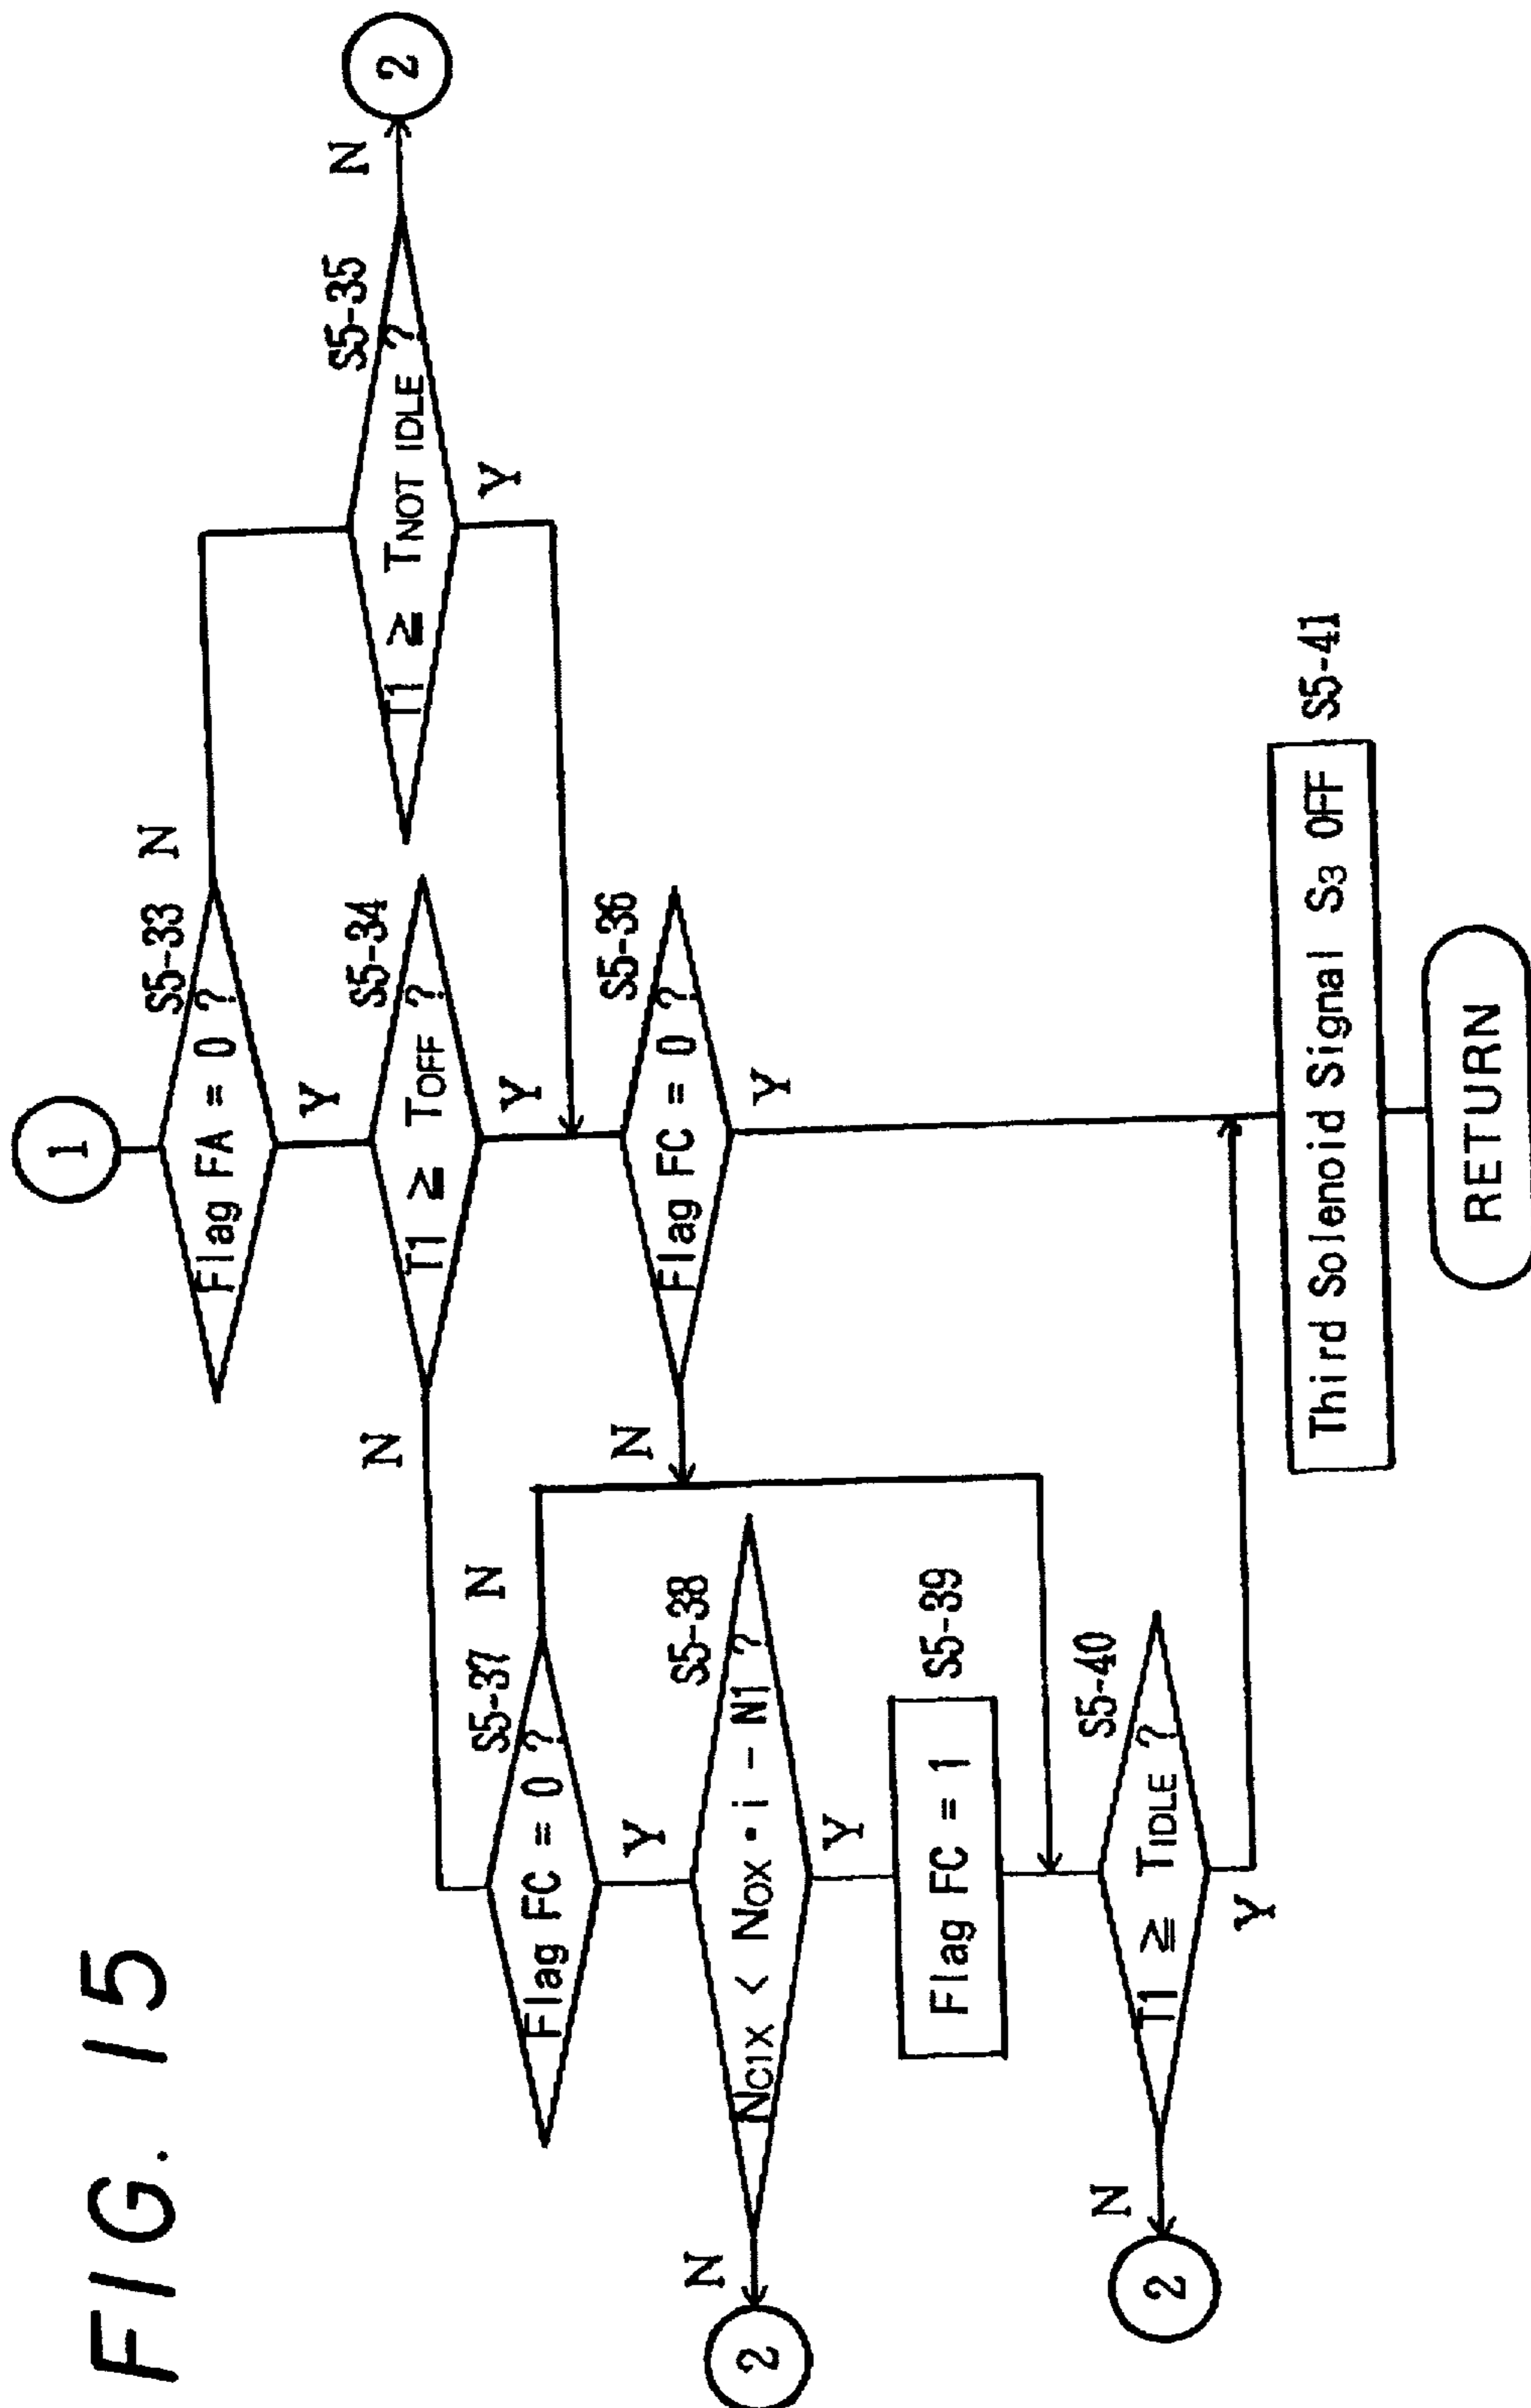 FIG. 15
1
S5-33
Flag FA = 0 ?
N
Y
S5-34
T1 ≧ TOFF ?
N
Y
S5-35
T1 ≧ TNOT IDLE ?
N
2
Y
S5-36
Flag FC = 0 ?
N
Y
S5-37
Flag FC = 0 ?
N
Y
S5-38
NC1X < NOX • i - N1 ?
N
2
Y
S5-39
Flag FC = 1
S5-40
T1 ≧ TIDLE ?
N
2
Y
Third Solenoid Signal S3 OFF
S5-41
RETURN